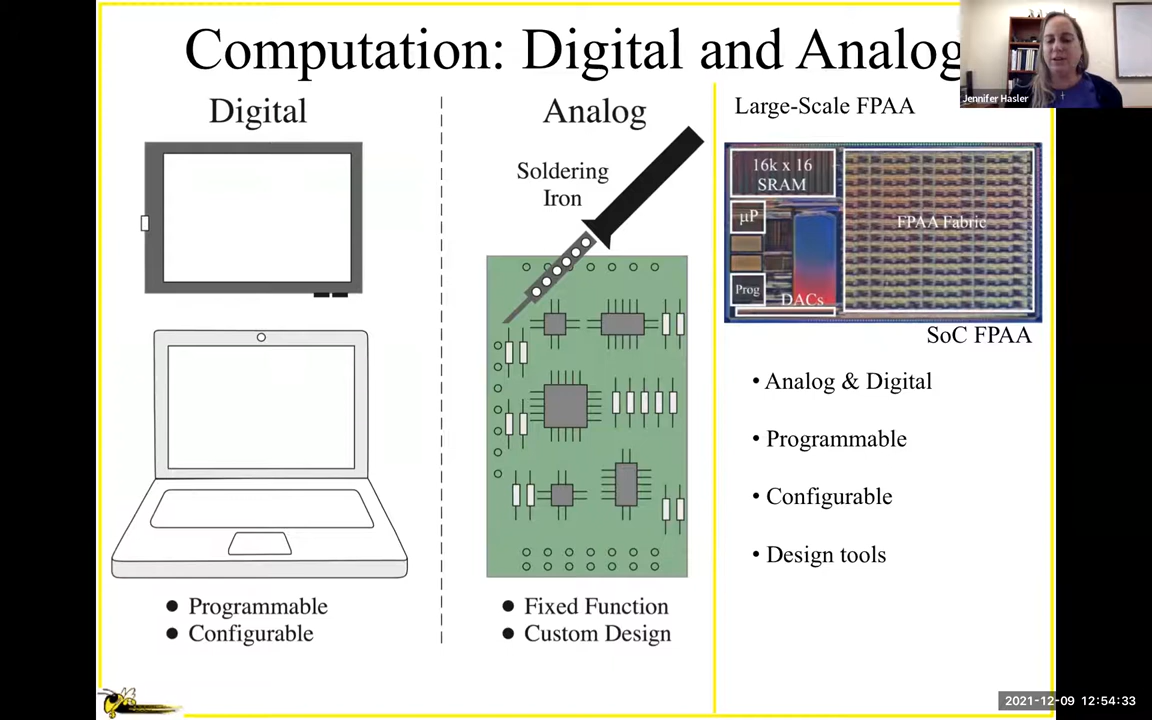 Computation: Digital and Analog
Jennifer Hasler
Digital
Programmable
Configurable
Analog
Soldering
Iron
Fixed Function
Custom Design
Large-Scale FPAA
16k x 16
SRAM
μP
FPAA Fabric
Prog
DACs
SoC FPAA
• Analog & Digital
• Programmable
• Configurable
• Design tools
2021-12-09 12:54:33